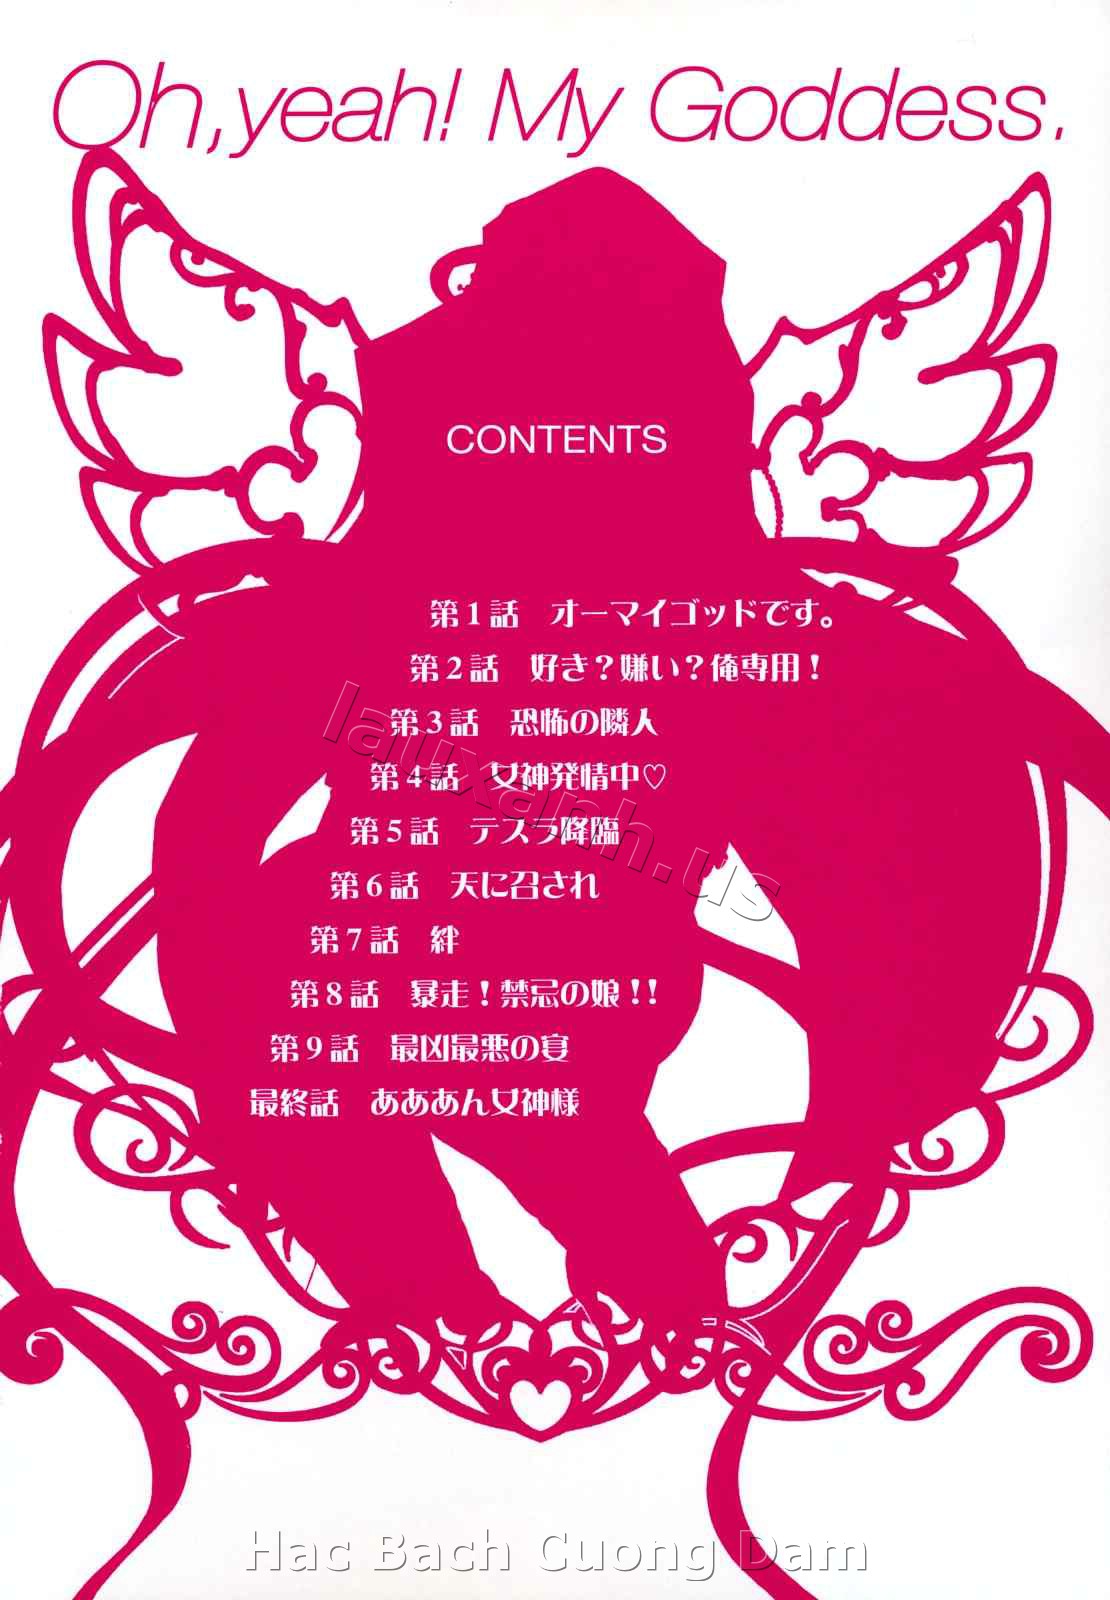 Oh,yeah! My Goddess.
CONTENTS
第1話　オーマイゴッドです。
第2話　好き？嫌い？俺専用！
第3話　恐怖の隣人
第4話　女神発情中♡
第5話　テスラ降臨
第6話　天に召され
第7話　絆
第8話　暴走！禁忌の娘！！
第9話　最凶最悪の宴
最終話　あああん女神様
lauxanh.us
Hac Bach Cuong Dam